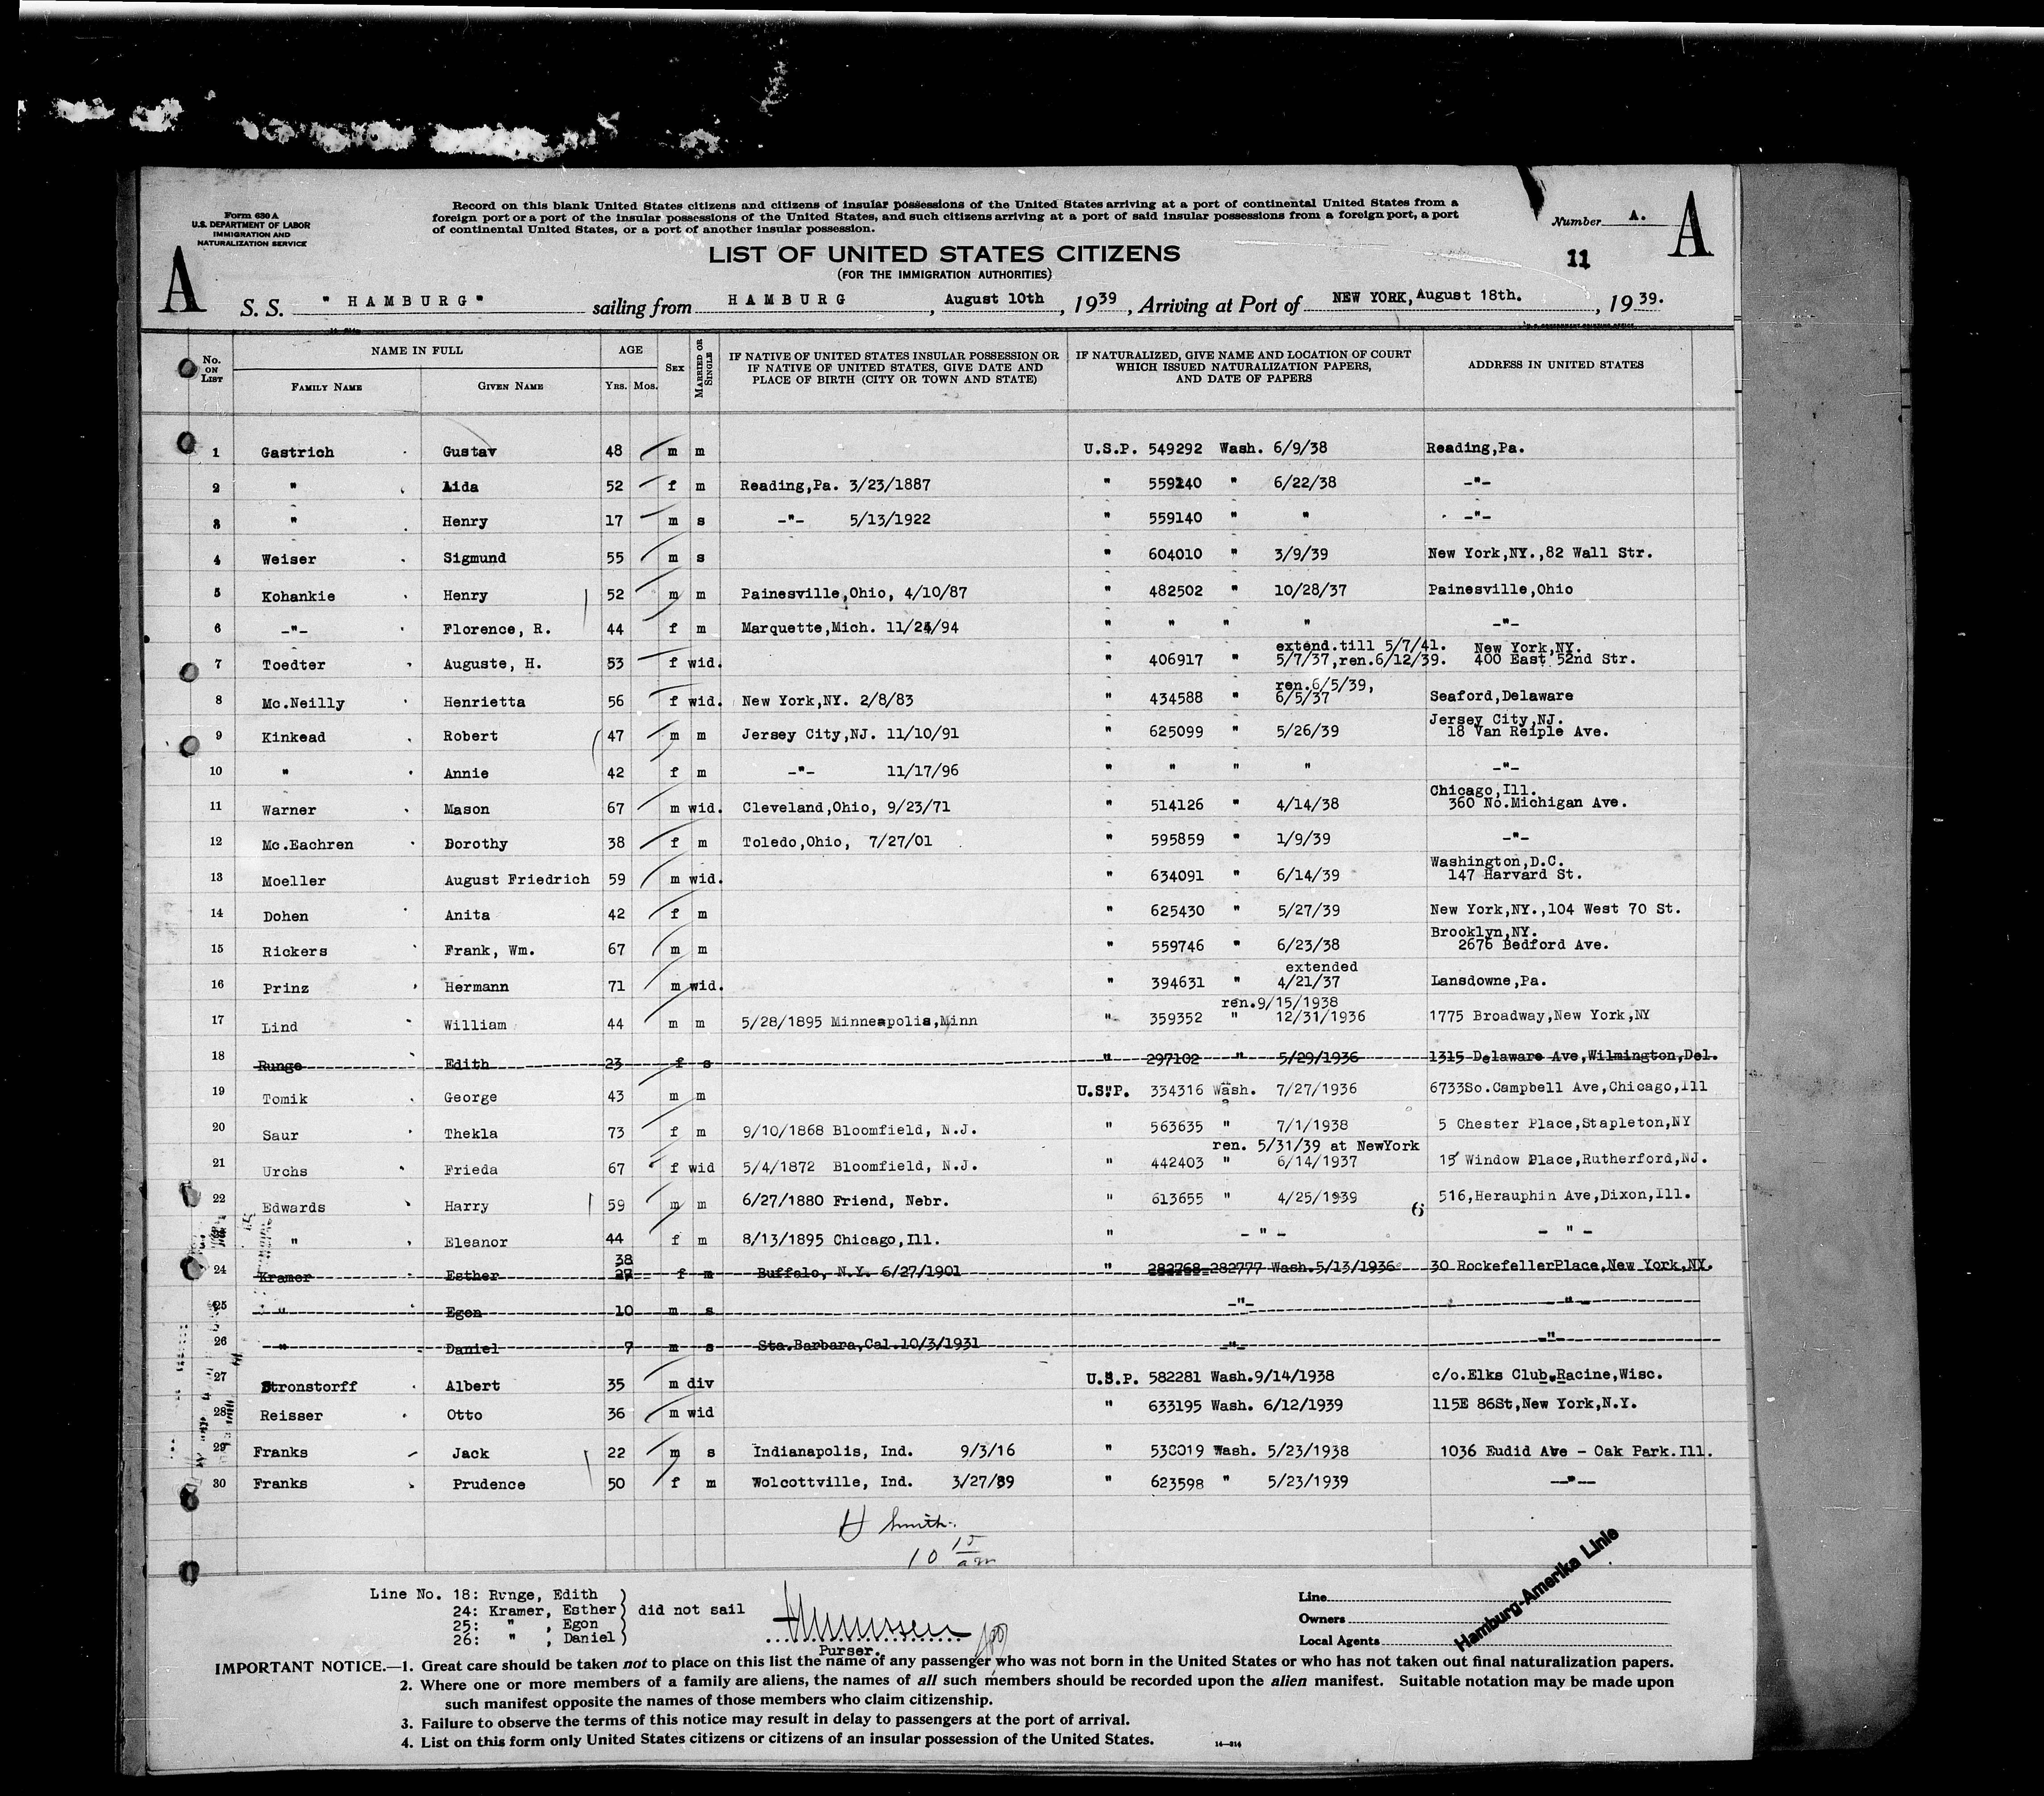 Form 630 A
U.S. DEPARTMENT OF LABOR
IMMIGRATION AND
NATURALIZATION SERVICE
Record on this blank United States citizens and citizens of insular possessions of the United States arriving at a port of continental United States from a
foreign port or a port of the insular possessions of the United States, and such citizens arriving at a port of said insular possessions from a foreign port, a port
of continental United States, or a port of another insular possession.
Number A.
A
A
LIST OF UNITED STATES CITIZENS
(FOR THE IMMIGRATION AUTHORITIES)
11
S. S. "HAMBURG" sailing from HAMBURG, August 10th, 1939, Arriving at Port of NEW YORK, August 18th., 1939.
No. ON LIST NAME IN FULL AGE SEX MARRIED OR SINGLE IF NATIVE OF UNITED STATES INSULAR POSSESSION OR IF NATIVE OF UNITED STATES, GIVE DATE AND PLACE OF BIRTH (CITY OR TOWN AND STATE) IF NATURALIZED, GIVE NAME AND LOCATION OF COURT WHICH ISSUED NATURALIZATION PAPERS, AND DATE OF PAPERS ADDRESS IN UNITED STATES
FAMILY NAME GIVEN NAME YRS. MOS.
1 Gastrich Gustav 48 m m U.S.P. 549292 Wash. 6/9/38 Reading,Pa.
2 " Aida 52 f m Reading,Pa. 3/23/1887 " 559140 " 6/22/38 -"-
3 " Henry 17 m s -"- 5/13/1922 " 559140 " " -"-
4 Weiser Sigmund 55 m s " 604010 " 3/9/39 New York,NY.,82 Wall Str.
5 Kohankie Henry 52 m m Painesville,Ohio, 4/10/87 " 482502 " 10/28/37 Painesville,Ohio
6 -"- Florence, R. 44 f m Marquette,Mich. 11/24/94 " " " " -"-
extend.till 5/7/41. New York,NY.
7 Toedter Auguste, H. 53 f wid. " 406917 " 5/7/37,ren.6/12/39. 400 East 52nd Str.
ren.6/5/39,
8 Mc.Neilly Henrietta 56 f wid. New York,NY. 2/8/83 " 434588 " 6/5/37 Seaford,Delaware
Jersey City,NJ.
9 Kinkead Robert 47 m m Jersey City,NJ. 11/10/91 " 625099 " 5/26/39 18 Van Reiple Ave.
10 " Annie 42 f m -"- 11/17/96 " " " " -"-
Chicago,Ill.
11 Warner Mason 67 m wid. Cleveland,Ohio, 9/23/71 " 514126 " 4/14/38 360 No.Michigan Ave.
12 Mc.Eachren Dorothy 38 f m Toledo,Ohio, 7/27/01 " 595859 " 1/9/39 -"-
Washington,D.C.
13 Moeller August Friedrich 59 m wid. " 634091 " 6/14/39 147 Harvard St.
14 Dohen Anita 42 f m " 625430 " 5/27/39 New York,NY.,104 West 70 St.
Brooklyn,NY.
15 Rickers Frank, Wm. 67 m m " 559746 " 6/23/38 2676 Bedford Ave.
extended
16 Prinz Hermann 71 m wid. " 394631 " 4/21/37 Lansdowne,Pa.
ren.9/15/1938
17 Lind William 44 m m 5/28/1895 Minneapolis,Minn " 359352 " 12/31/1936 1775 Broadway,New York,NY
18 Runge Edith 23 f s " 297102 " 5/29/1936 1315 Delaware Ave,Wilmington,Del.
19 Tomik George 43 m m U.S.P. 334316 Wash. 7/27/1936 6733So.Campbell Ave,Chicago,Ill
20 Saur Thekla 73 f m 9/10/1868 Bloomfield, N.J. " 563635 " 7/1/1938 5 Chester Place,Stapleton,NY
ren. 5/31/39 at NewYork
21 Urchs Frieda 67 f wid 5/4/1872 Bloomfield, N.J. " 442403 " 6/14/1937 15 Window Place,Rutherford,NJ.
22 Edwards Harry 59 m m 6/27/1880 Friend, Nebr. " 613655 " 4/25/1939 6 516,Herauphin Ave,Dixon,Ill.
23 " Eleanor 44 f m 8/13/1895 Chicago,Ill. " - " - - " -
38
24 Kramer Esther 27 f m Buffalo, N.Y. 6/27/1901 " 282768-282777 Wash.5/13/1936 30 RockefellerPlace,New York,NY.
25 " Egon 10 m s -"- -"-
26 " Daniel 7 m s Sta.Barbara,Cal.10/3/1931 -"- -"-
27 Stronstorff Albert 35 m div U.S.P. 582281 Wash.9/14/1938 c/o.Elks Club,Racine,Wisc.
28 Reisser Otto 36 m wid " 633195 Wash. 6/12/1939 115E 86St,New York,N.Y.
29 Franks Jack 22 m s Indianapolis, Ind. 9/3/16 " 538019 Wash. 5/23/1938 1036 Eudid Ave - Oak Park.Ill.
30 Franks Prudence 50 f m Wolcottville, Ind. 3/27/89 " 623598 " 5/23/1939 --"--
H Smith
10 15 am
Line No. 18: Runge, Edith )
24: Kramer, Esther) did not sail
25: " , Egon )
26: " , Daniel)
Purser.
Line
Owners
Local Agents
Hamburg-Amerika Linie
IMPORTANT NOTICE.—1. Great care should be taken not to place on this list the name of any passenger who was not born in the United States or who has not taken out final naturalization papers.
2. Where one or more members of a family are aliens, the names of all such members should be recorded upon the alien manifest. Suitable notation may be made upon
such manifest opposite the names of those members who claim citizenship.
3. Failure to observe the terms of this notice may result in delay to passengers at the port of arrival.
4. List on this form only United States citizens or citizens of an insular possession of the United States.
14—814